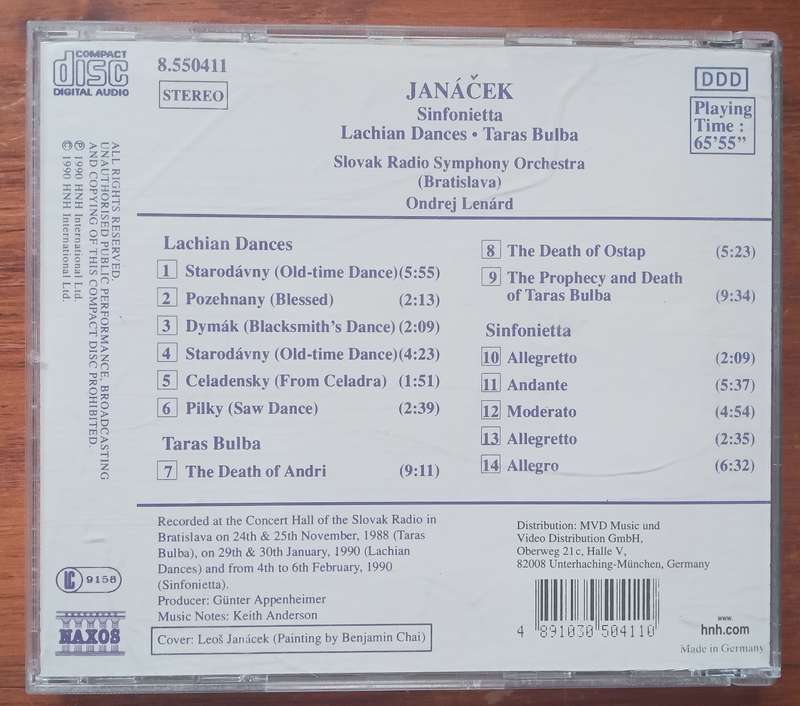 COMPACT
disc
DIGITAL AUDIO
8.550411
STEREO
JANÁČEK
Sinfonietta
Lachian Dances • Taras Bulba
Slovak Radio Symphony Orchestra
(Bratislava)
Ondrej Lenárd
DDD
Playing
Time :
65'55"
ALL RIGHTS RESERVED.
UNAUTHORISED PUBLIC PERFORMANCE, BROADCASTING
AND COPYING OF THIS COMPACT DISC PROHIBITED.
℗ 1990 HNH International Ltd.
© 1990 HNH International Ltd.
Lachian Dances
1 Starodávny (Old-time Dance)(5:55)
2 Pozehnany (Blessed) (2:13)
3 Dymák (Blacksmith's Dance) (2:09)
4 Starodávny (Old-time Dance)(4:23)
5 Celadensky (From Celadra) (1:51)
6 Pilky (Saw Dance) (2:39)
Taras Bulba
7 The Death of Andri (9:11)
8 The Death of Ostap (5:23)
9 The Prophecy and Death
of Taras Bulba (9:34)
Sinfonietta
10 Allegretto (2:09)
11 Andante (5:37)
12 Moderato (4:54)
13 Allegretto (2:35)
14 Allegro (6:32)
Recorded at the Concert Hall of the Slovak Radio in
Bratislava on 24th & 25th November, 1988 (Taras
Bulba), on 29th & 30th January, 1990 (Lachian
Dances) and from 4th to 6th February, 1990
(Sinfonietta).
Producer: Günter Appenheimer
Music Notes: Keith Anderson
Cover: Leoš Janácek (Painting by Benjamin Chai)
LC 9158
NAXOS
Distribution: MVD Music und
Video Distribution GmbH,
Oberweg 21c, Halle V,
82008 Unterhaching-München, Germany
4 891030 504110
www.
hnh.com
Made in Germany